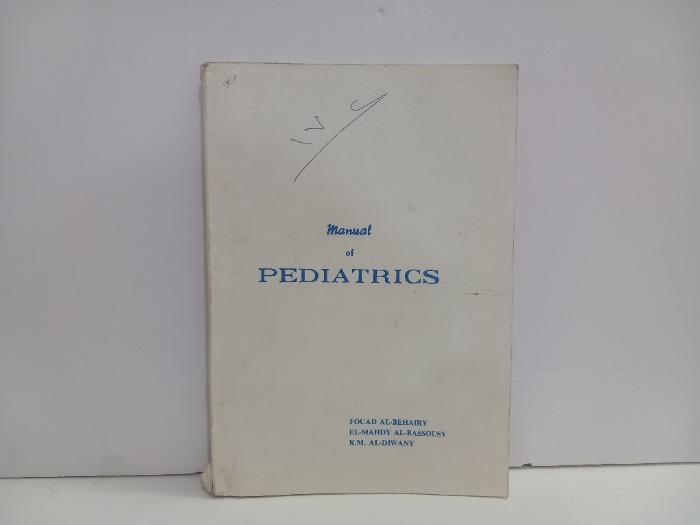 Manual
of
PEDIATRICS
FOUAD AL-BEHAIRY
EL-MAHDY AL-BASSOUSY
K.M. AL-DIWANY